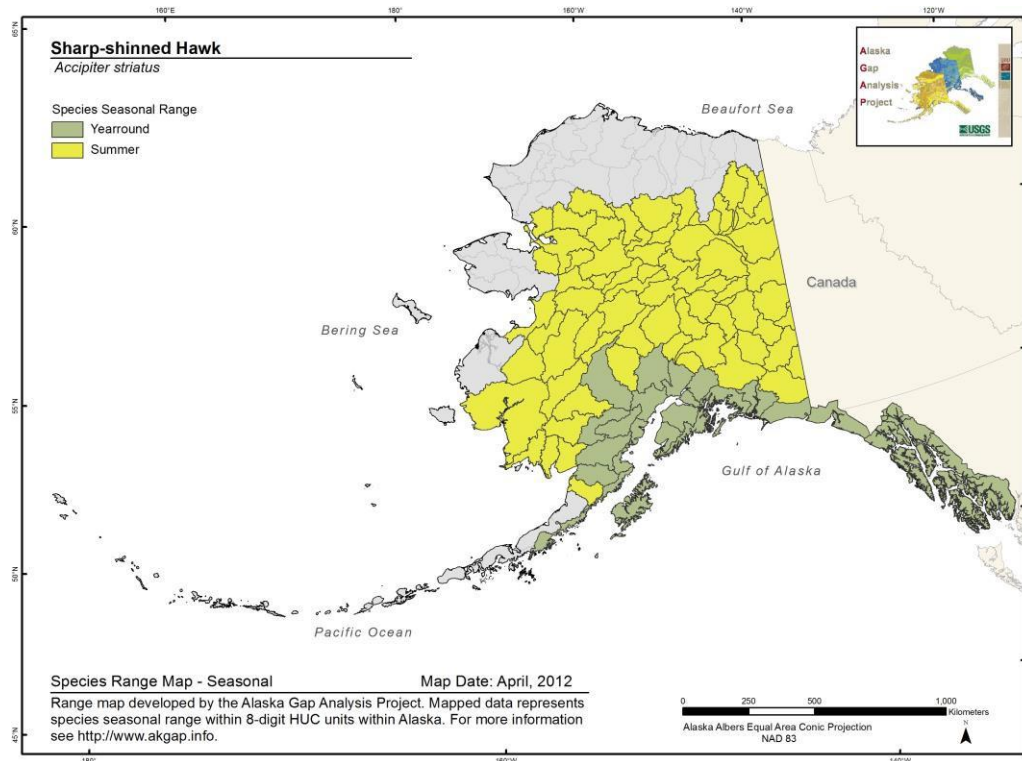 160°E
180°
160°W
140°W
120°W
65°N
Sharp-shinned Hawk
Accipiter striatus
Species Seasonal Range
Yearround
Summer
Alaska
Gap
Analysis
Project
USGS
Beaufort Sea
60°N
Canada
Bering Sea
55°N
Gulf of Alaska
50°N
Pacific Ocean
Species Range Map - Seasonal Map Date: April, 2012
Range map developed by the Alaska Gap Analysis Project. Mapped data represents
species seasonal range within 8-digit HUC units within Alaska. For more information
see http://www.akgap.info.
0 250 500 1,000
Kilometers
Alaska Albers Equal Area Conic Projection
NAD 83
N
45°N
180°
160°W
140°W